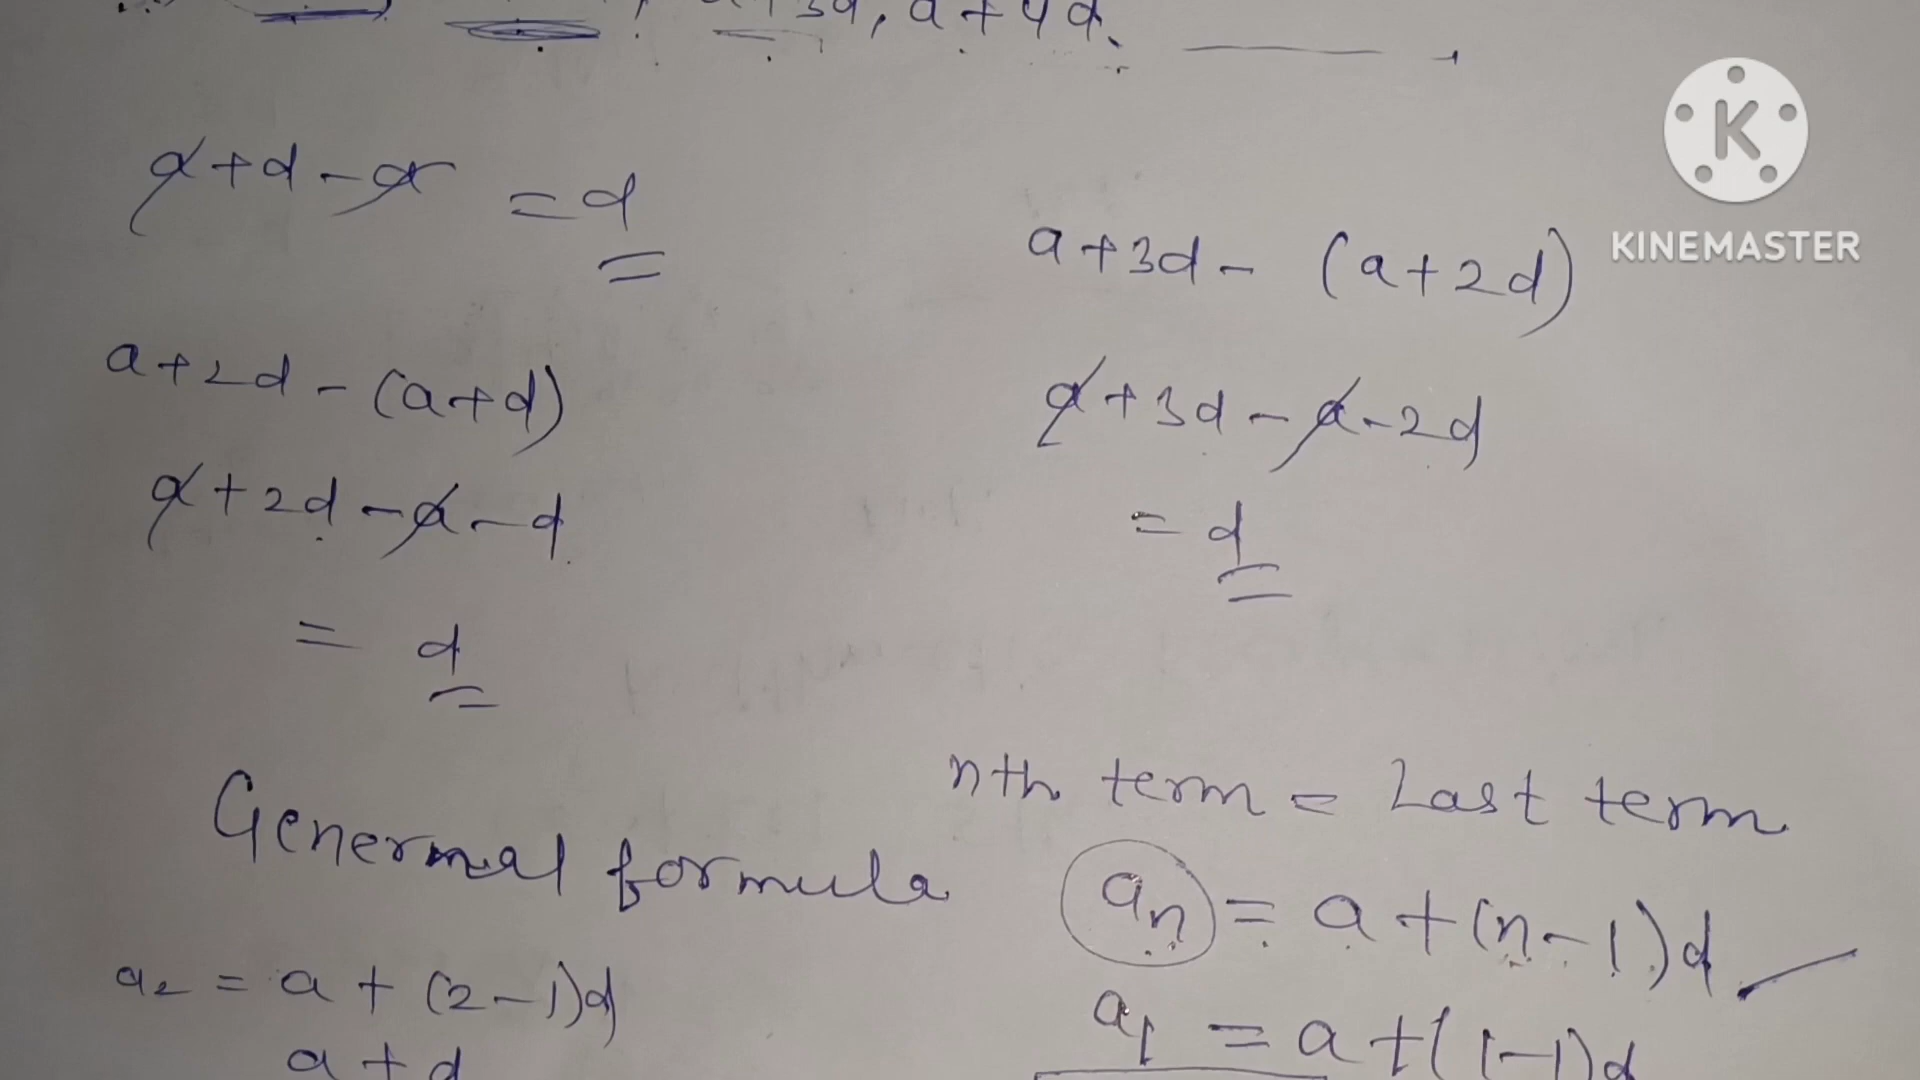 a+3d, a+4d,
a+d-a = d
a+2d-(a+d)
a+2d-a-d
= d
a+3d-(a+2d)
a+3d-a-2d
= d
KINEMASTER
Genermal formula
a2 = a+(2-1)d
a+d
nth term = Last term
an = a+(n-1)d
a1 = a+(1-1)d